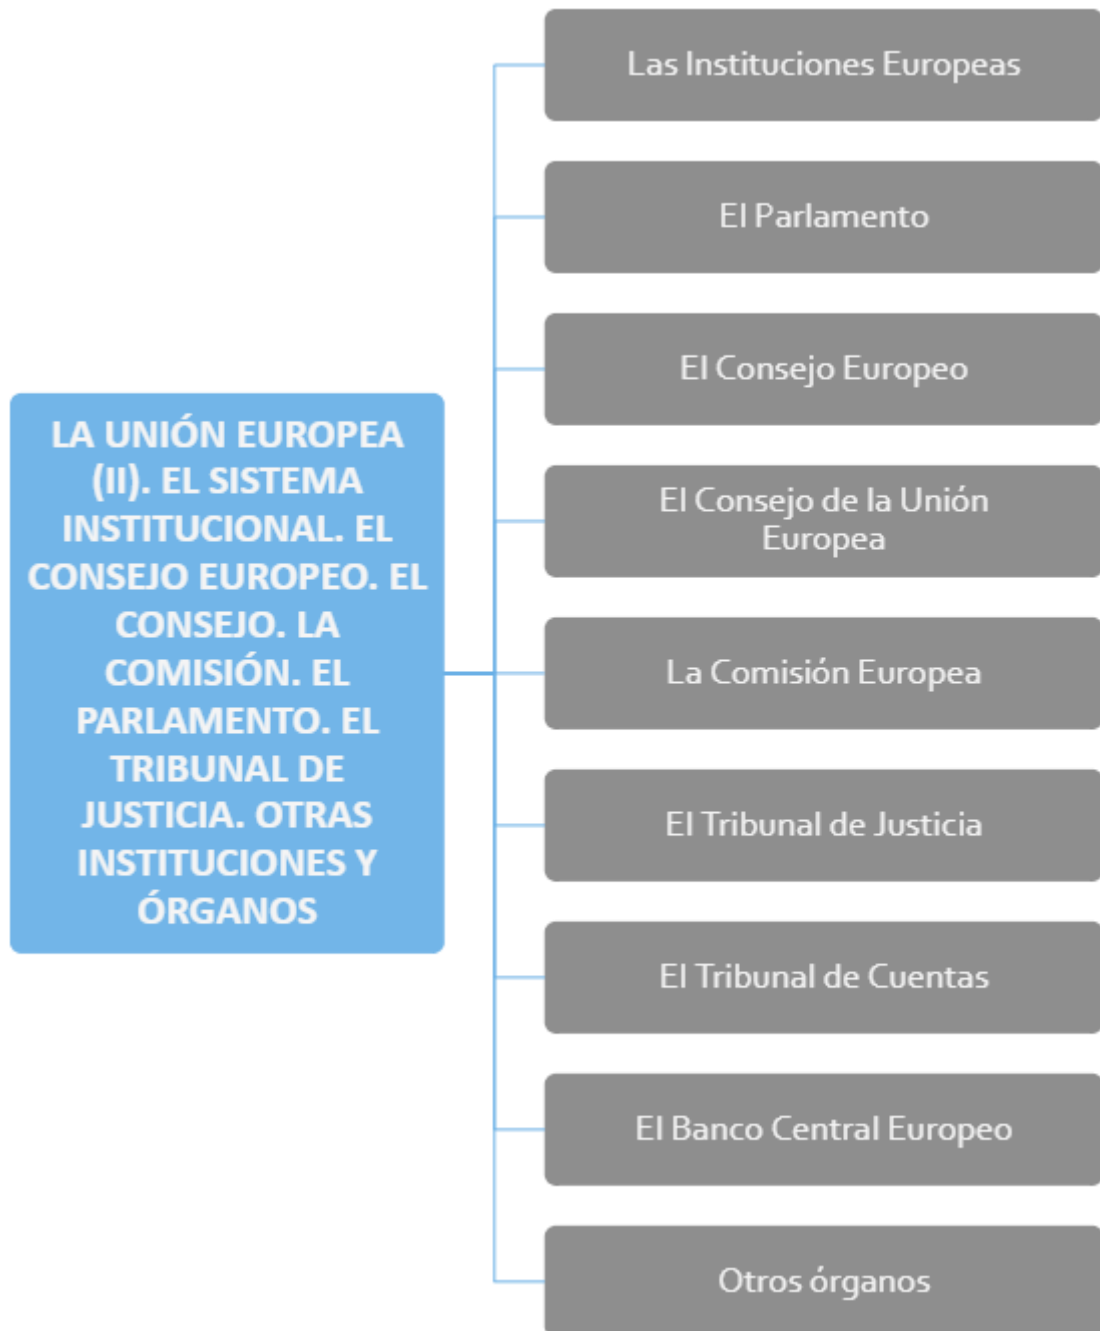 Las Instituciones Europeas
El Parlamento
El Consejo Europeo
El Consejo de la Unión
Europea
LA UNIÓN EUROPEA
(II). EL SISTEMA
INSTITUCIONAL. EL
CONSEJO EUROPEO. EL
CONSEJO. LA
COMISIÓN. EL
PARLAMENTO. EL
TRIBUNAL DE
JUSTICIA. OTRAS
INSTITUCIONES Y
ÓRGANOS
La Comisión Europea
El Tribunal de Justicia
El Tribunal de Cuentas
El Banco Central Europeo
Otros órganos